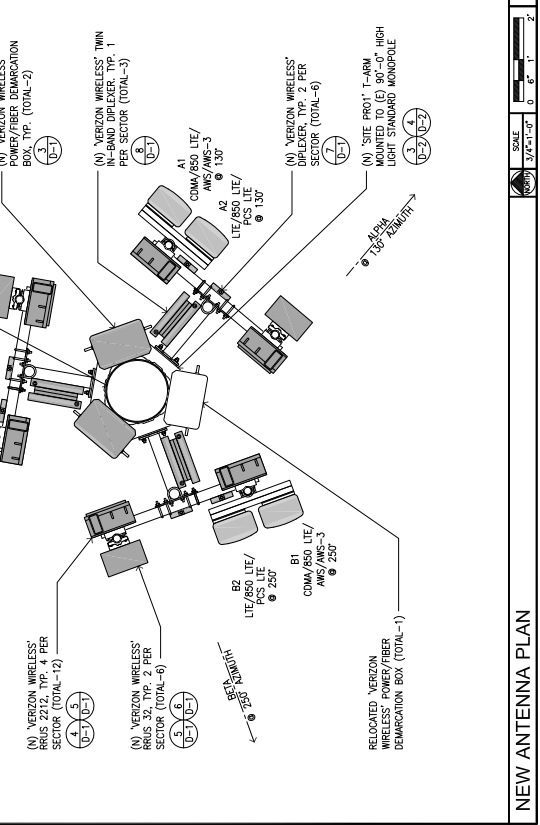 (N) 'VERIZON WIRELESS'
RRUS 2212, TYP. 4 PER
SECTOR (TOTAL-12)
4
D-1
5
D-1
(N) 'VERIZON WIRELESS'
RRUS 32, TYP. 2 PER
SECTOR (TOTAL-6)
5
D-1
6
D-1
BETA
@ 250° AZIMUTH
B2
LTE/850 LTE/
PCS LTE
@ 250°
B1
CDMA/850 LTE/
AWS/AWS-3
@ 250°
RELOCATED 'VERIZON
WIRELESS' POWER/FIBER
DEMARCATION BOX (TOTAL-1)
(N) 'VERIZON WIRELESS'
POWER/FIBER DEMARCATION
BOX, TYP. (TOTAL-2)
3
D-1
(N) 'VERIZON WIRELESS' TWIN
IN-BAND DIPLEXER, TYP. 1
PER SECTOR (TOTAL-3)
8
D-1
A1
CDMA/850 LTE/
AWS/AWS-3
@ 130°
A2
LTE/850 LTE/
PCS LTE
@ 130°
(N) 'VERIZON WIRELESS'
DIPLEXER, TYP. 2 PER
SECTOR (TOTAL-6)
7
D-1
(N) 'SITE PRO1' T-ARM
MOUNTED TO (E) 90'-0" HIGH
LIGHT STANDARD MONOPOLE
3
D-2
4
D-2
ALPHA
@ 130° AZIMUTH
NEW ANTENNA PLAN
NORTH
SCALE
3/4"=1'-0"
0 6" 1' 2'